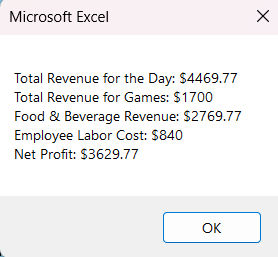 Microsoft Excel
Total Revenue for the Day: $4469.77
Total Revenue for Games: $1700
Food & Beverage Revenue: $2769.77
Employee Labor Cost: $840
Net Profit: $3629.77
OK